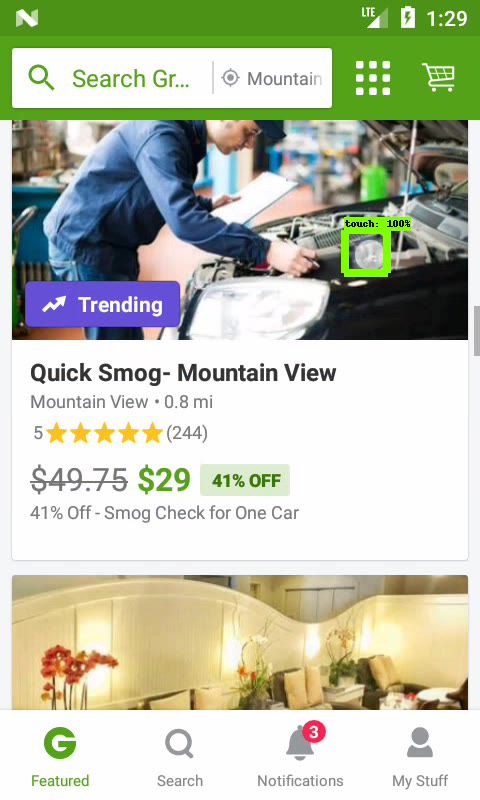 LTE
1:29
Search Gr...
Mountain
touch: 100%
Trending
Quick Smog- Mountain View
Mountain View • 0.8 mi
5 (244)
$49.75 $29 41% OFF
41% Off - Smog Check for One Car
3
G
Featured
Search
Notifications
My Stuff